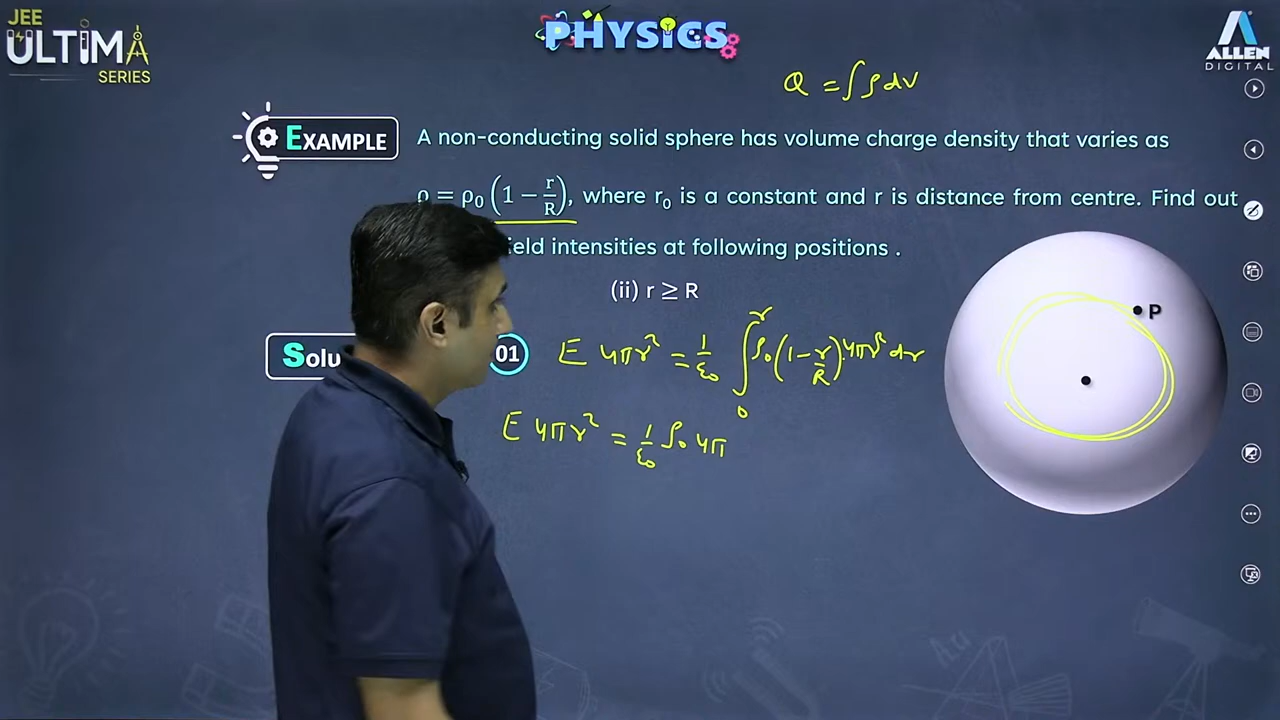 JEE
ULTIMA
SERIES
PHYSICS
ALLEN
DIGITAL
Q = ∫ρdV
EXAMPLE
A non-conducting solid sphere has volume charge density that varies as
ρ = ρ₀ (1 − r/R), where r₀ is a constant and r is distance from centre. Find out
field intensities at following positions .
(ii) r ≥ R
Solu
01
E 4πr² = 1/ε₀ ∫₀^r ρ₀(1 − r/R).4πr² dr
P
E 4πr² = 1/ε₀ ρ₀ 4π